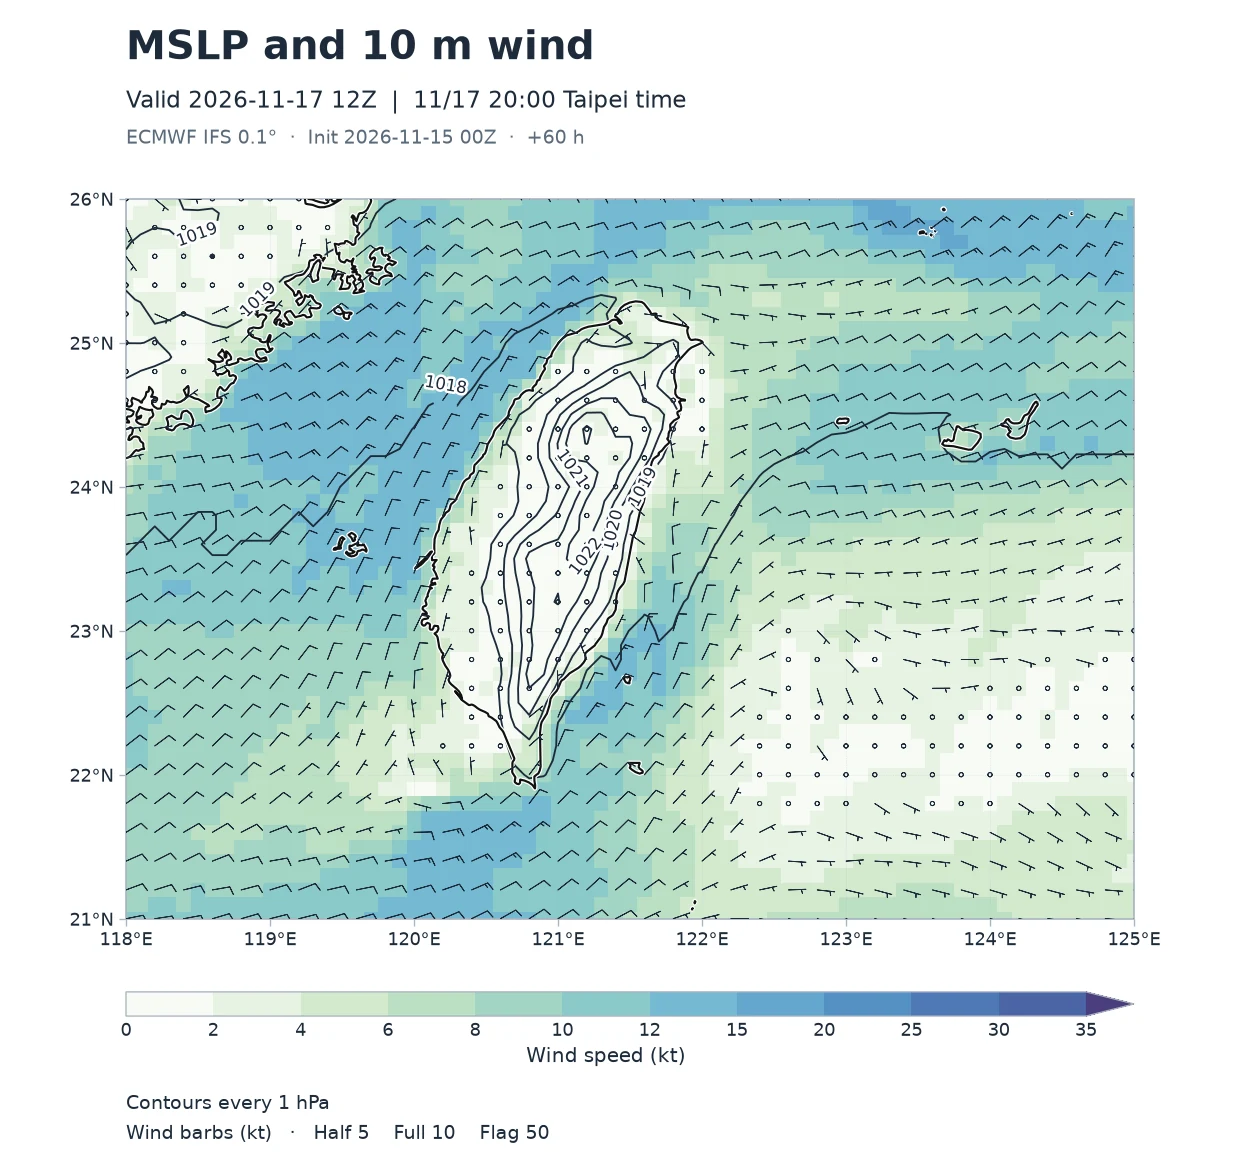 MSLP and 10 m wind
Valid 2026-11-17 12Z | 11/17 20:00 Taipei time
ECMWF IFS 0.1° · Init 2026-11-15 00Z · +60 h
26°N
25°N
24°N
23°N
22°N
21°N
1019
1019
1018
1021
1019
1020
1022
118°E 119°E 120°E 121°E 122°E 123°E 124°E 125°E
0 2 4 6 8 10 12 15 20 25 30 35
Wind speed (kt)
Contours every 1 hPa
Wind barbs (kt) · Half 5 Full 10 Flag 50